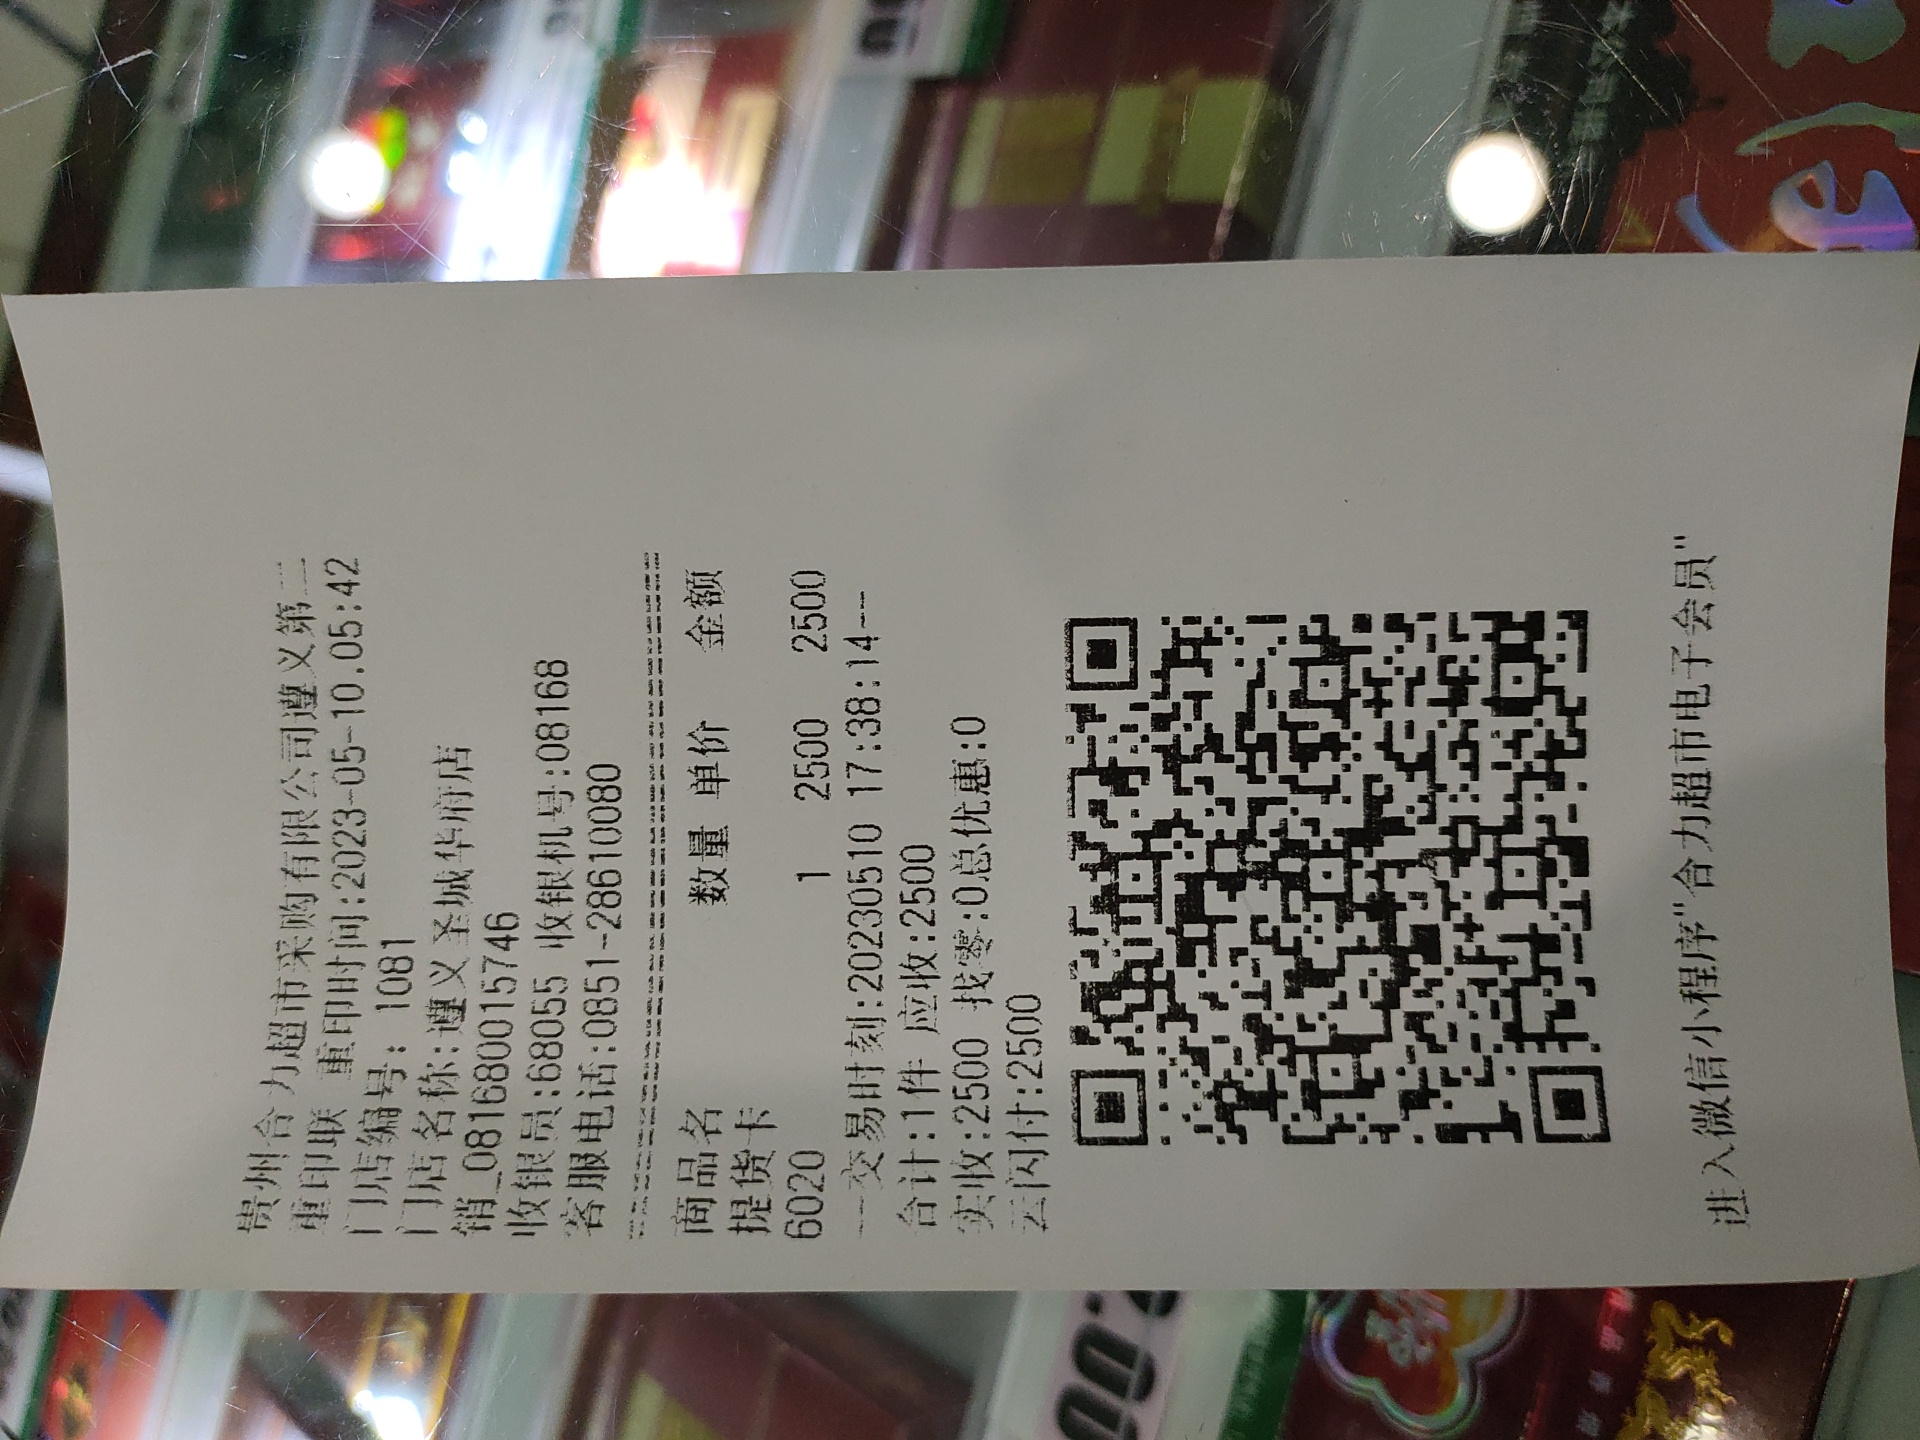 贵州合力超市采购有限公司遵义第二
重印联 重印时间:2023-05-10.05:42
门店编号: 1081
门店名称:遵义圣城华府店
销_0816800015746
收银员:68055 收银机号:08168
客服电话:0851-28610080
商品名 数量 单价 金额
提货卡
6020 1 2500 2500
--交易时刻:20230510 17:38:14--
合计:1件 应收:2500
实收:2500 找零:0总优惠:0
云闪付:2500
进入微信小程序"合力超市电子会员"